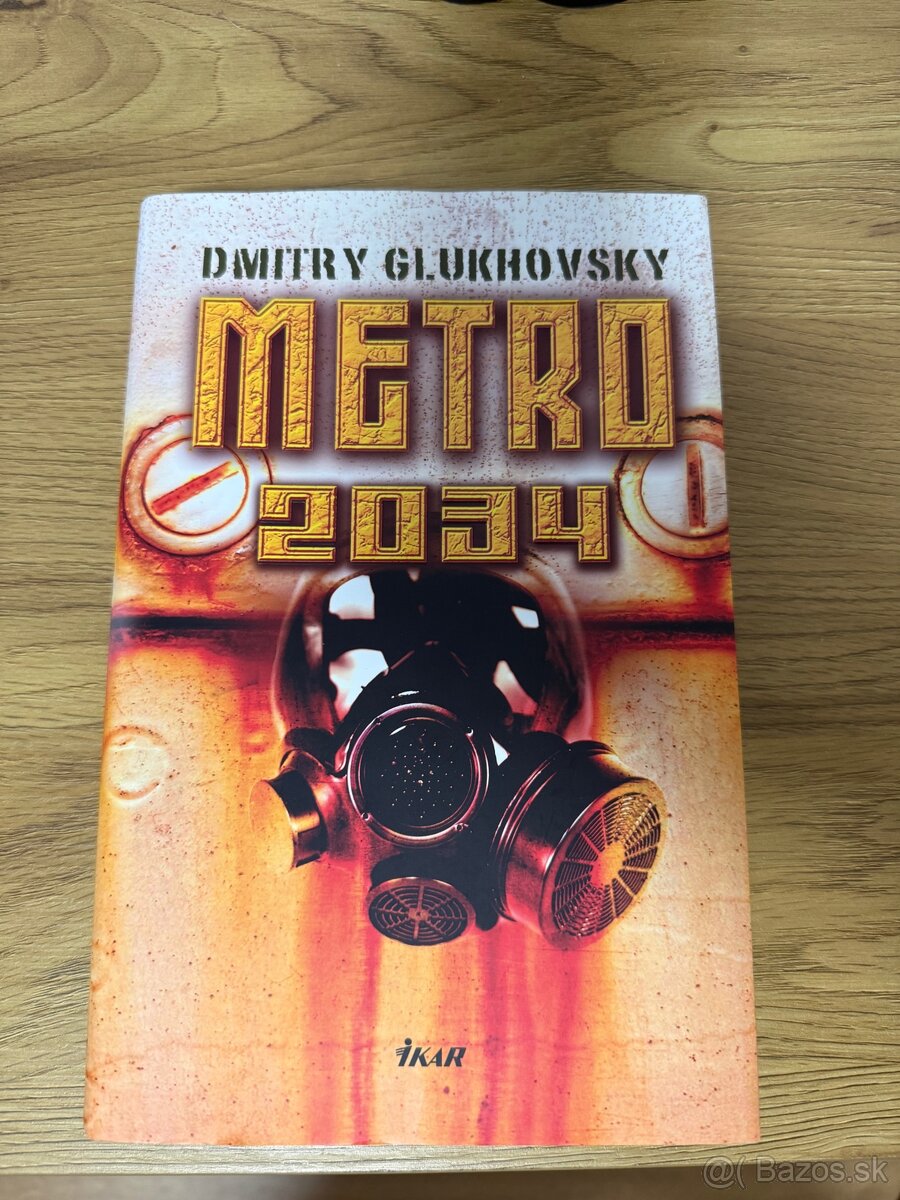 DMITRY GLUKHOVSKY
METRO
2034
iKAR
@( Bazos.sk